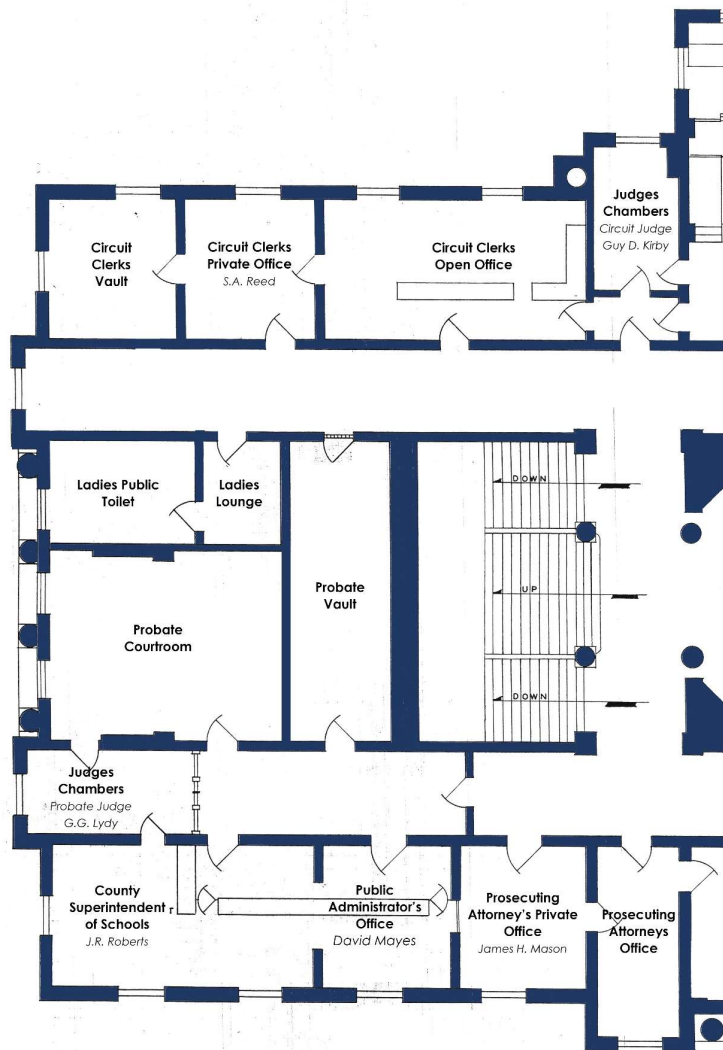 Judges
Chambers
Circuit Judge
Guy D. Kirby
Circuit
Clerks
Vault
Circuit Clerks
Private Office
S.A. Reed
Circuit Clerks
Open Office
Ladies Public
Toilet
Ladies
Lounge
DOWN
Probate
Vault
UP
Probate
Courtroom
DOWN
Judges
Chambers
Probate Judge
G.G. Lydy
County
Superintendent
of Schools
J.R. Roberts
Public
Administrator's
Office
David Mayes
Prosecuting
Attorney's Private
Office
James H. Mason
Prosecuting
Attorneys
Office